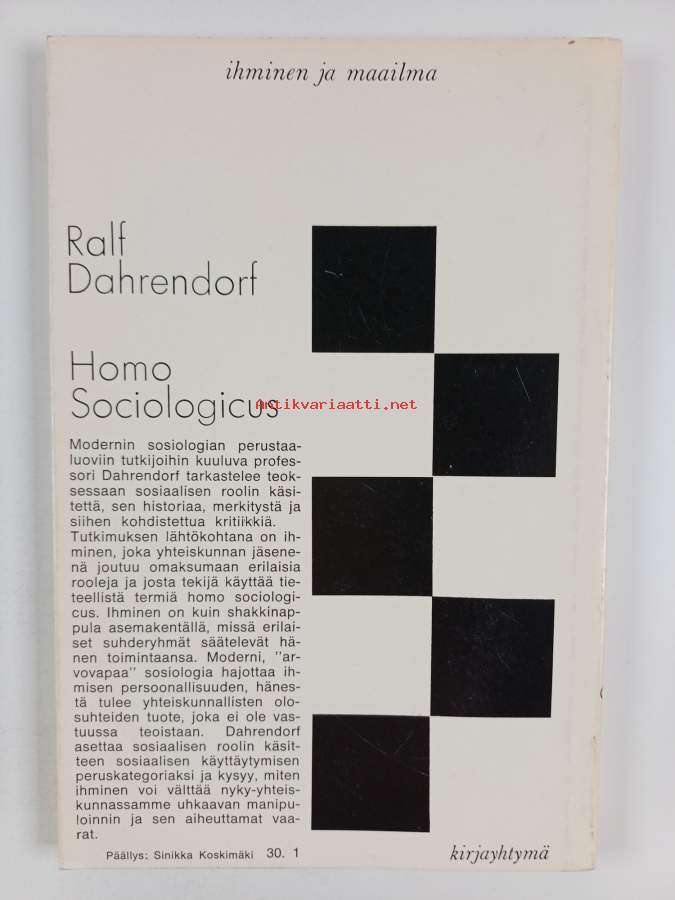 ihminen ja maailma
Ralf
Dahrendorf
Homo
Sociologicus
Antikvariaatti.net
Modernin sosiologian perustaa-
luoviin tutkijoihin kuuluva profes-
sori Dahrendorf tarkastelee teok-
sessaan sosiaalisen roolin käsi-
tettä, sen historiaa, merkitystä ja
siihen kohdistettua kritiikkiä.
Tutkimuksen lähtökohtana on ih-
minen, joka yhteiskunnan jäsene-
nä joutuu omaksumaan erilaisia
rooleja ja josta tekijä käyttää tie-
teellistä termiä homo sociologi-
cus. Ihminen on kuin shakkinap-
pula asemakentällä, missä erilai-
set suhderyhmät säätelevät hä-
nen toimintaansa. Moderni, "ar-
vovapaa" sosiologia hajottaa ih-
misen persoonallisuuden, hänes-
tä tulee yhteiskunnallisten olo-
suhteiden tuote, joka ei ole vas-
tuussa teoistaan. Dahrendorf
asettaa sosiaalisen roolin käsit-
teen sosiaalisen käyttäytymisen
peruskategoriaksi ja kysyy, miten
ihminen voi välttää nyky-yhteis-
kunnassamme uhkaavan manipu-
loinnin ja sen aiheuttamat vaa-
rat.
Päällys: Sinikka Koskimäki 30. 1
kirjayhtymä